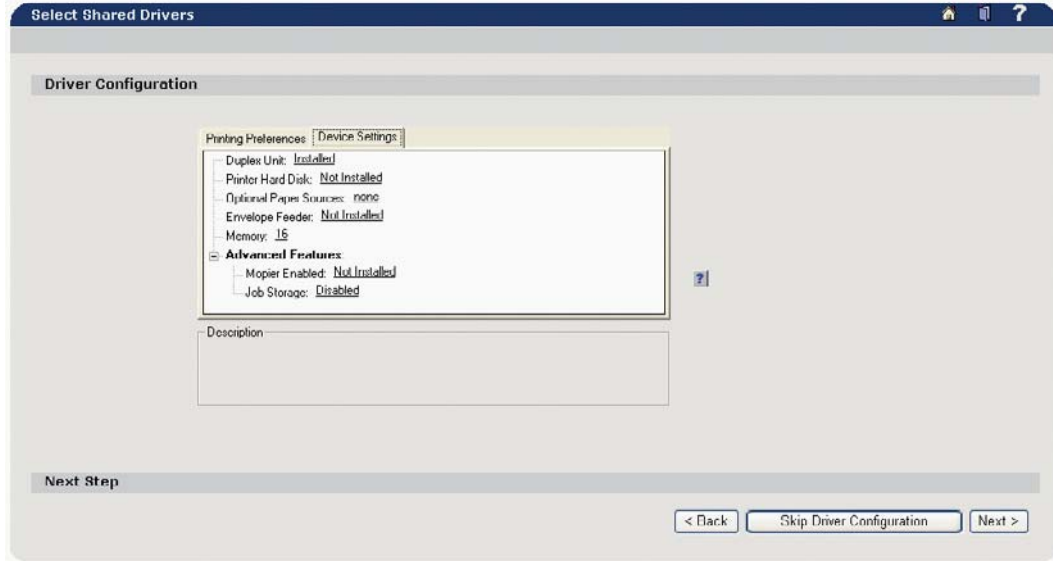 Select Shared Drivers ?
Driver Configuration
Printing Preferences Device Settings
Duplex Unit: Installed
Printer Hard Disk: Not Installed
Optional Paper Sources: none
Envelope Feeder: Not Installed
Memory: 16
Advanced Features
Mopier Enabled: Not Installed
Job Storage: Disabled
?
Description
Next Step
< Back Skip Driver Configuration Next >